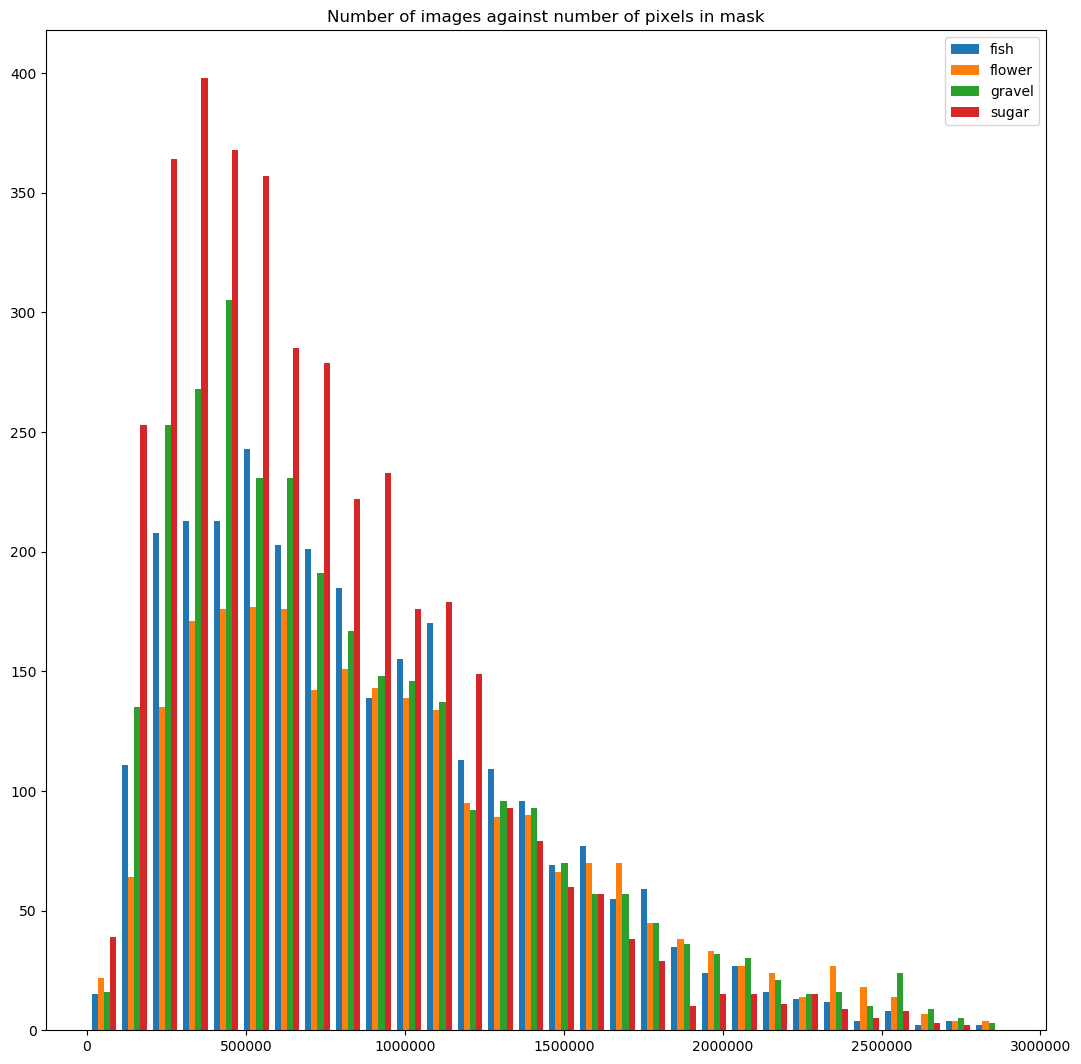 Number of images against number of pixels in mask
fish
flower
gravel
sugar
400
350
300
250
200
150
100
50
0
0 500000 1000000 1500000 2000000 2500000 3000000